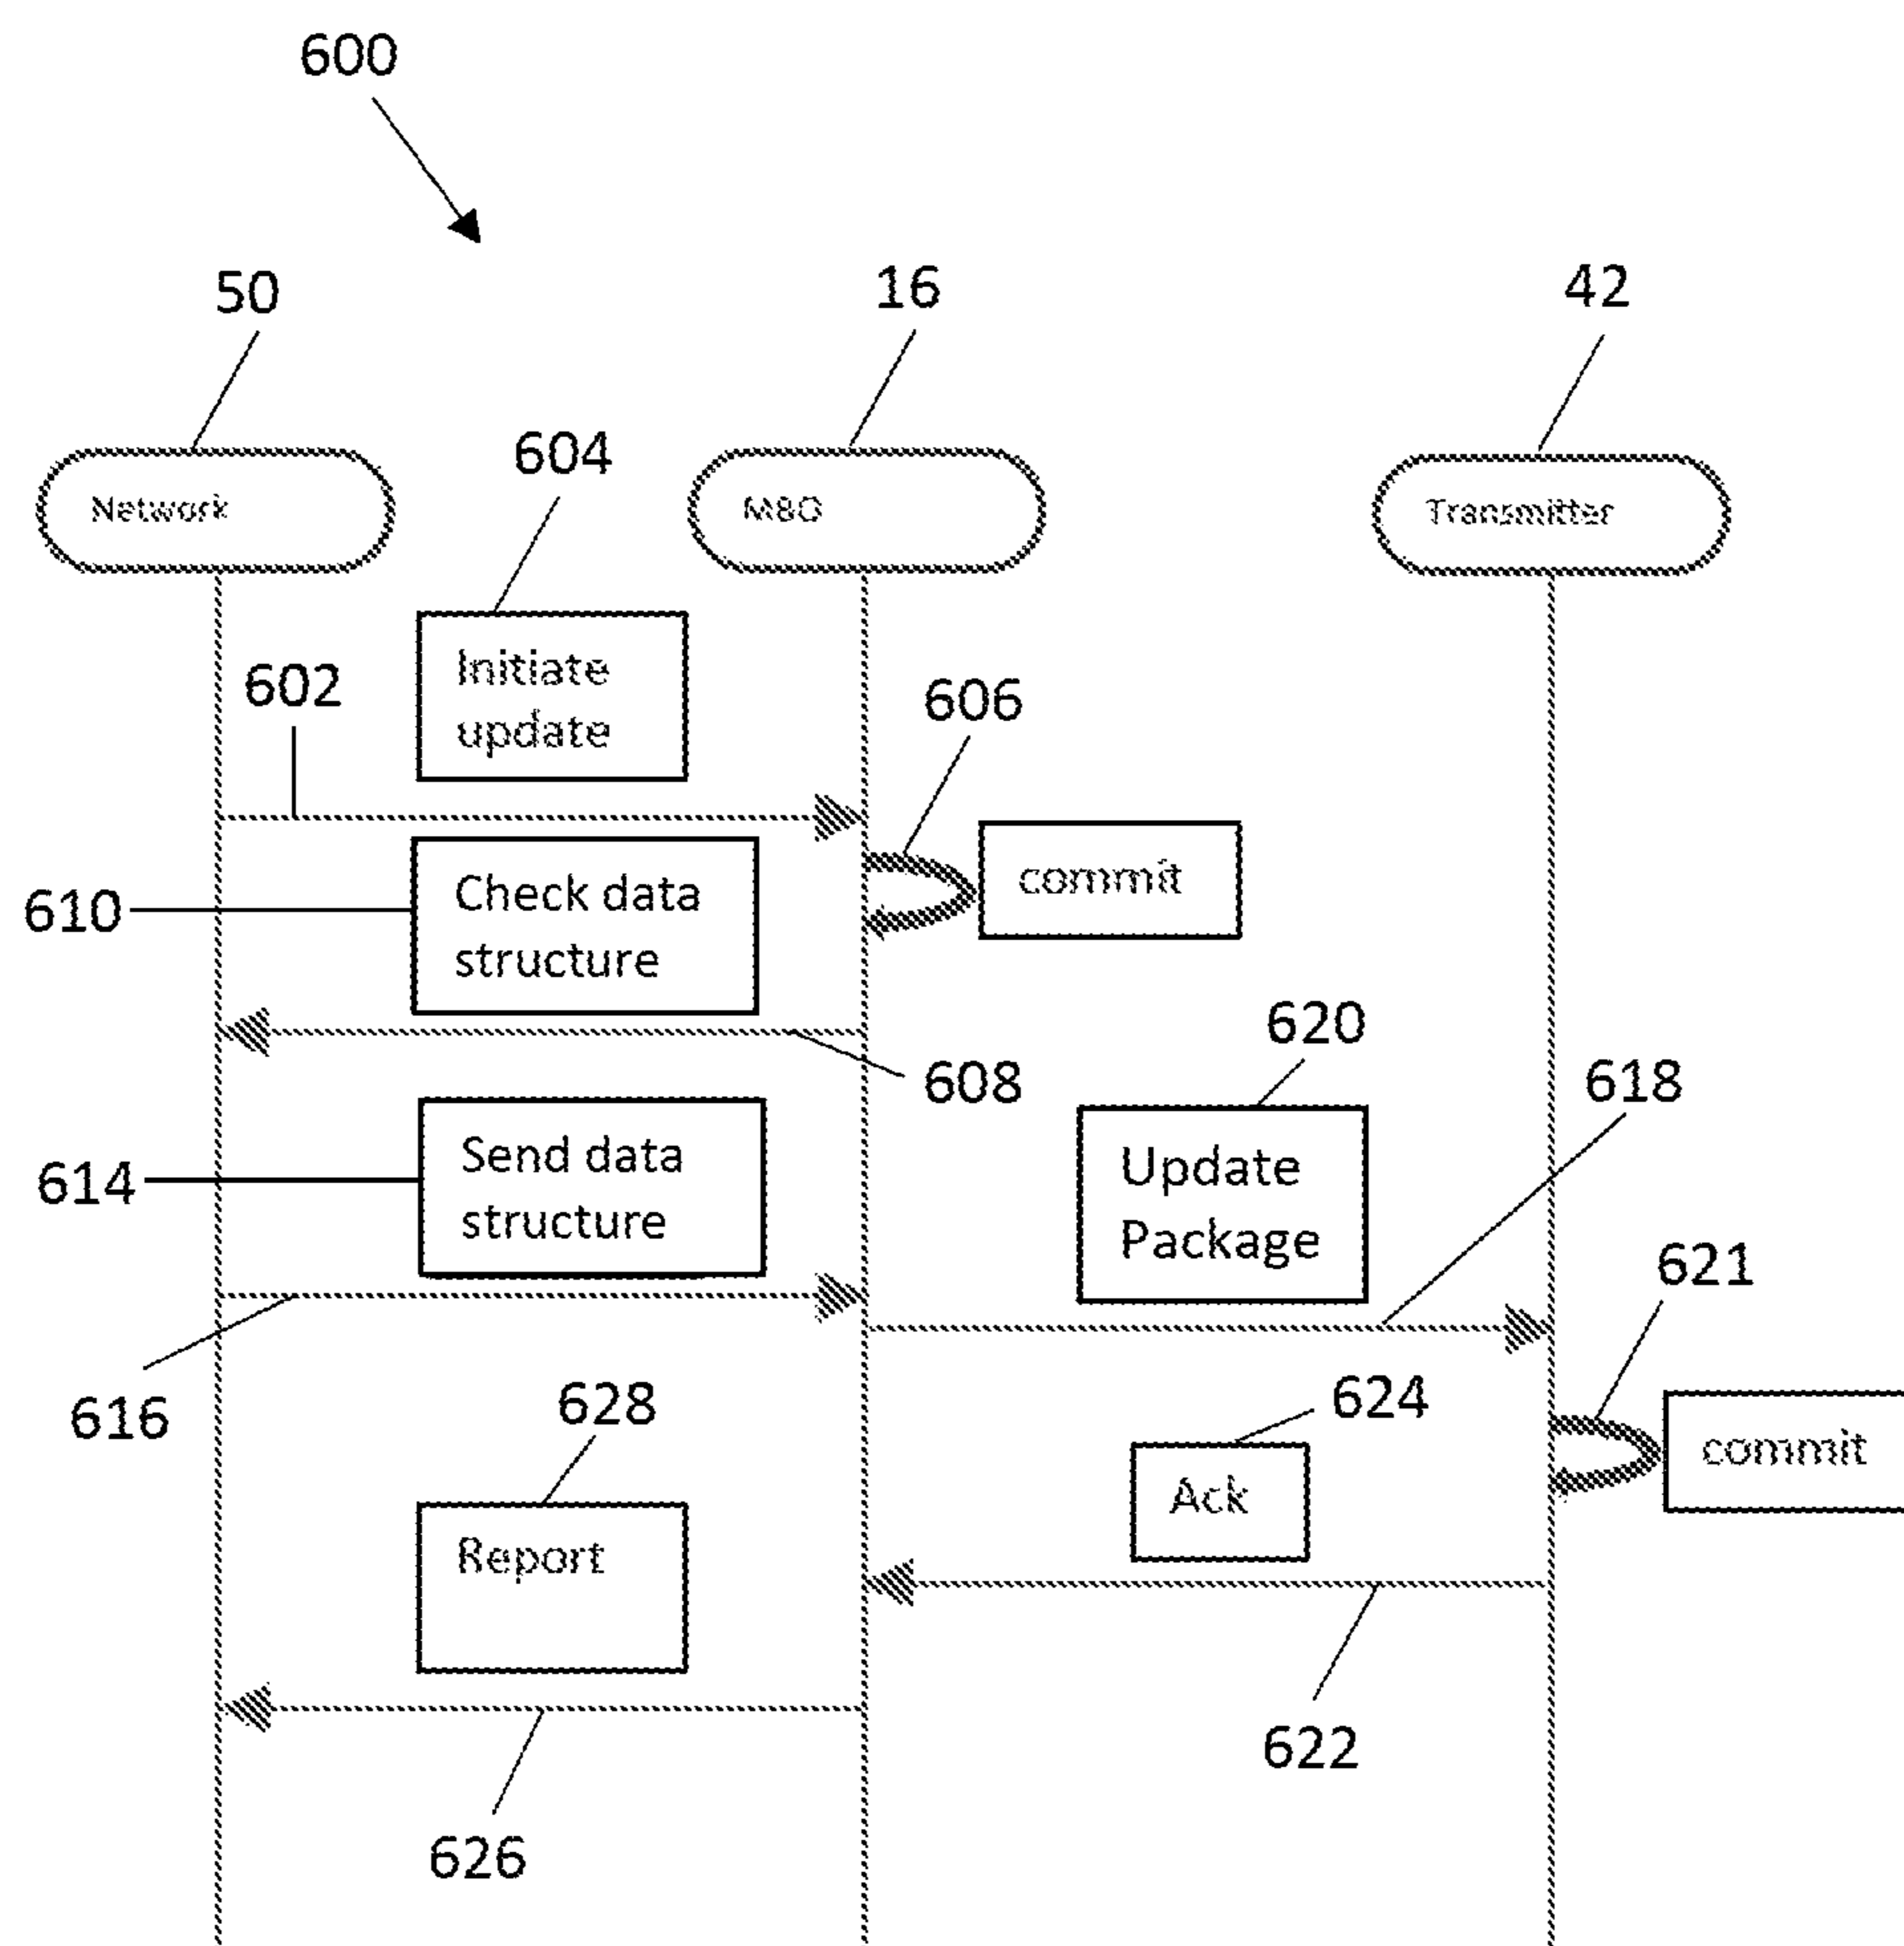 600
50
16
42
604
Network
MBO
Transmitter
Initiate
update
602
606
commit
610
Check data
structure
620
608
618
614
Send data
structure
Update
Package
621
616
628
624
commit
Ack
Report
622
626